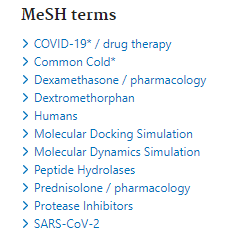 MeSH terms
COVID-19* / drug therapy
Common Cold*
Dexamethasone / pharmacology
Dextromethorphan
Humans
Molecular Docking Simulation
Molecular Dynamics Simulation
Peptide Hydrolases
Prednisolone / pharmacology
Protease Inhibitors
SARS-CoV-2